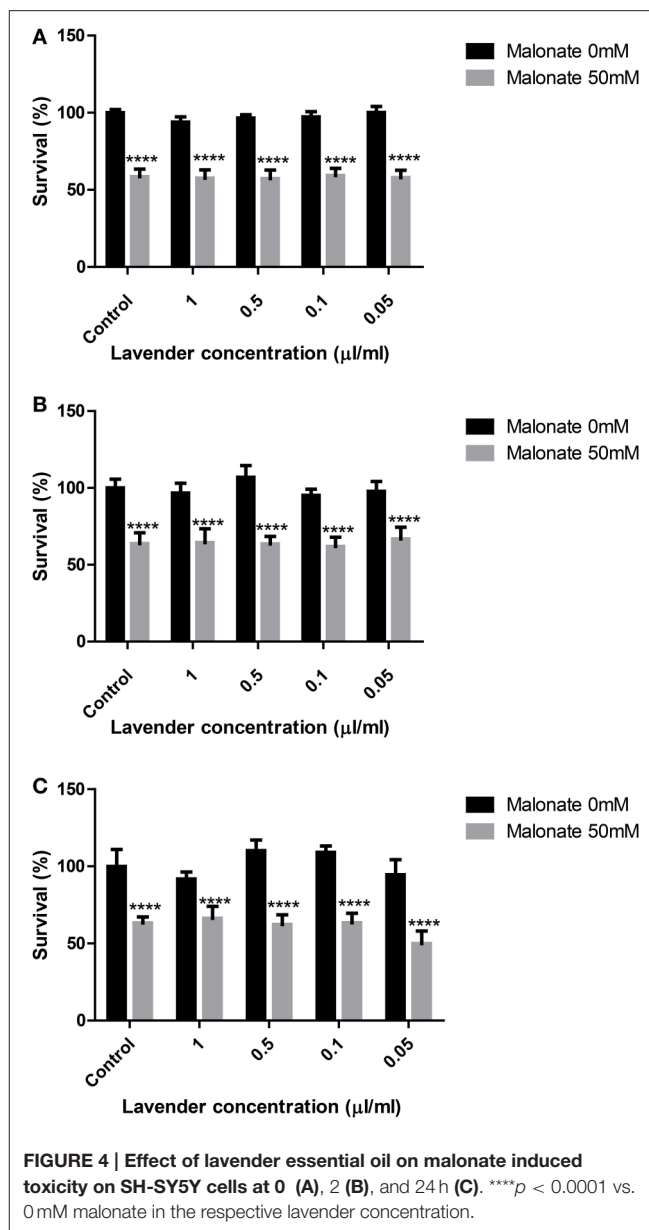 A
150
100
50
0
Survival (%)
**** **** **** **** ****
Control 1 0.5 0.1 0.05
Lavender concentration (μl/ml)
Malonate 0mM
Malonate 50mM
B
150
100
50
0
Survival (%)
**** **** **** **** ****
Control 1 0.5 0.1 0.05
Lavender concentration (μl/ml)
Malonate 0mM
Malonate 50mM
C
150
100
50
0
Survival (%)
**** **** **** **** ****
Control 1 0.5 0.1 0.05
Lavender concentration (μl/ml)
Malonate 0mM
Malonate 50mM
FIGURE 4 | Effect of lavender essential oil on malonate induced
toxicity on SH-SY5Y cells at 0 (A), 2 (B), and 24 h (C). ****p < 0.0001 vs.
0 mM malonate in the respective lavender concentration.